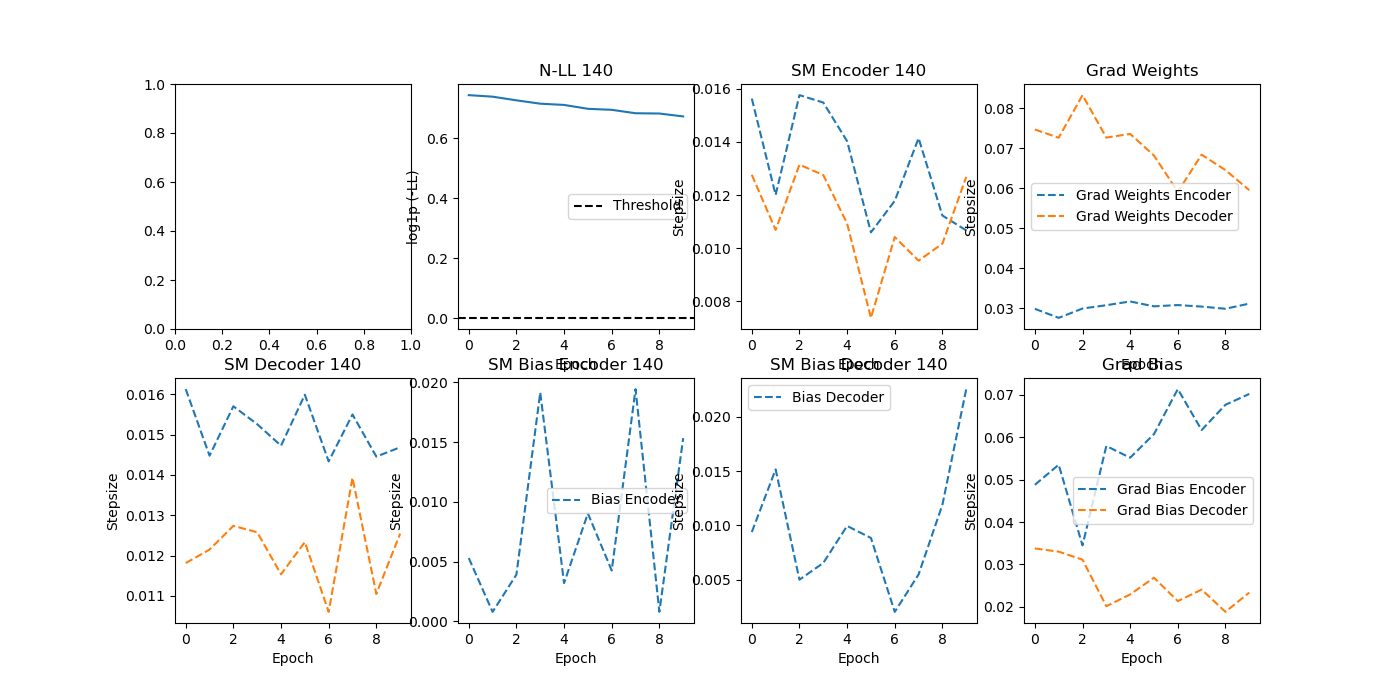 N-LL 140
SM Encoder 140
Grad Weights
1.0
0.8
0.6
0.4
0.2
0.0
0.0 0.2 0.4 0.6 0.8 1.0
log1p (-LL)
0.6
0.4
0.2
0.0
Threshold
0 2 4 6 8
Epoch
Stepsize
0.016
0.014
0.012
0.010
0.008
0 2 4 6 8
Epoch
Stepsize
0.08
0.07
0.06
0.05
0.04
0.03
Grad Weights Encoder
Grad Weights Decoder
0 2 4 6 8
Epoch
SM Decoder 140
SM Bias Encoder 140
SM Bias Decoder 140
Grad Bias
Stepsize
0.016
0.015
0.014
0.013
0.012
0.011
0 2 4 6 8
Epoch
Stepsize
0.020
0.015
0.010
0.005
0.000
Bias Encoder
0 2 4 6 8
Epoch
Stepsize
0.020
0.015
0.010
0.005
Bias Decoder
0 2 4 6 8
Epoch
Stepsize
0.07
0.06
0.05
0.04
0.03
0.02
Grad Bias Encoder
Grad Bias Decoder
0 2 4 6 8
Epoch